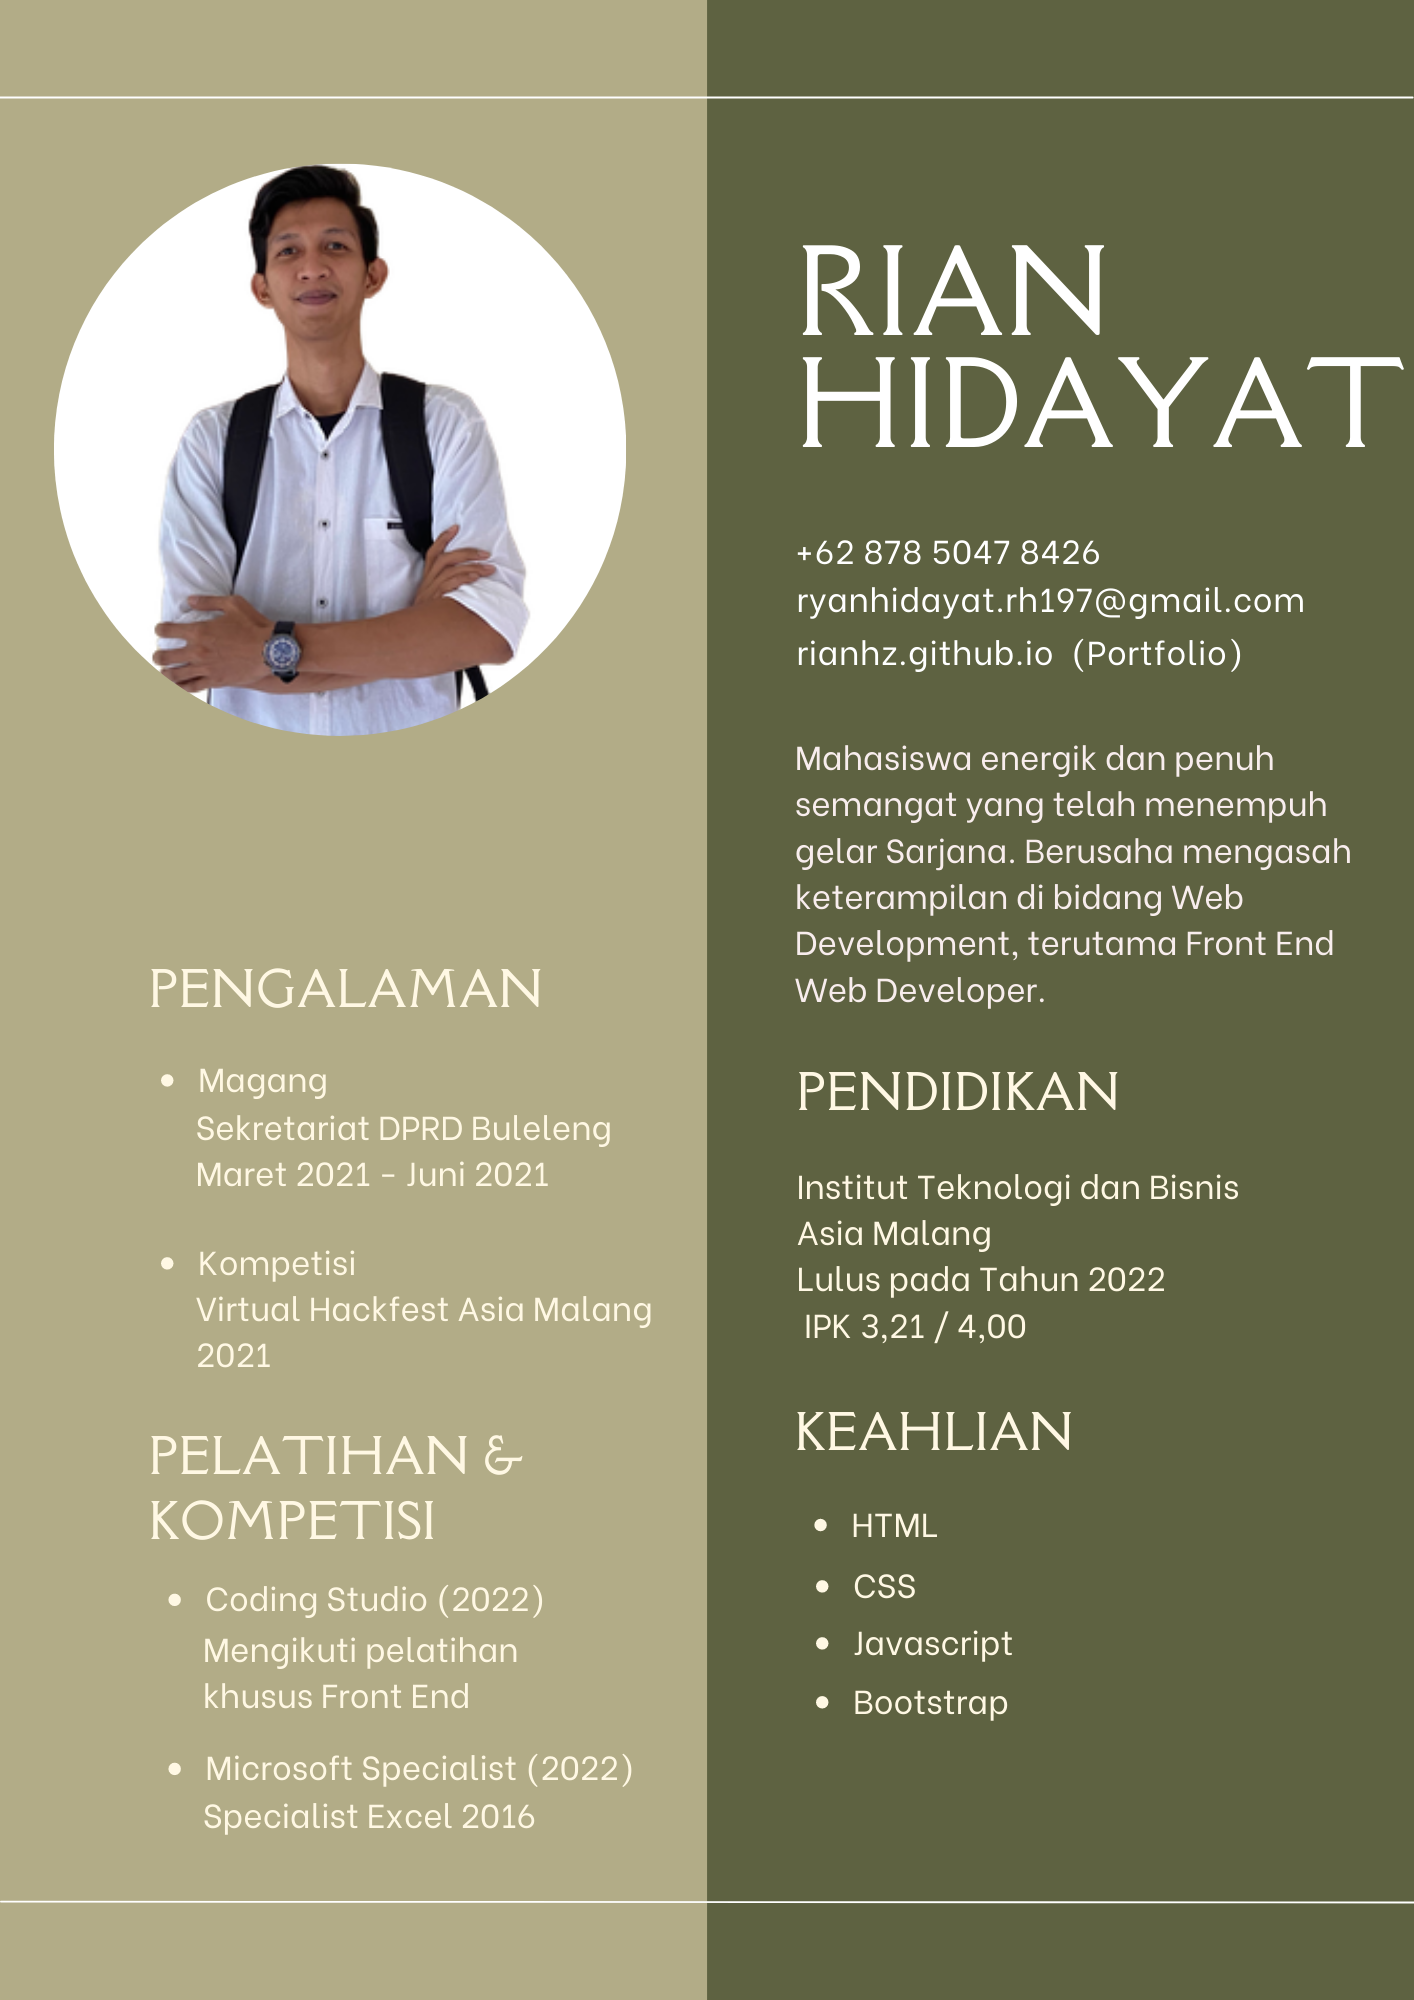 RIAN
HIDAYAT
+62 878 5047 8426
ryanhidayat.rh197@gmail.com
rianhz.github.io (Portfolio)
Mahasiswa energik dan penuh
semangat yang telah menempuh
gelar Sarjana. Berusaha mengasah
keterampilan di bidang Web
Development, terutama Front End
Web Developer.
PENGALAMAN
• Magang
Sekretariat DPRD Buleleng
Maret 2021 - Juni 2021
• Kompetisi
Virtual Hackfest Asia Malang
2021
PELATIHAN &
KOMPETISI
• Coding Studio (2022)
Mengikuti pelatihan
khusus Front End
• Microsoft Specialist (2022)
Specialist Excel 2016
PENDIDIKAN
Institut Teknologi dan Bisnis
Asia Malang
Lulus pada Tahun 2022
IPK 3,21 / 4,00
KEAHLIAN
• HTML
• CSS
• Javascript
• Bootstrap